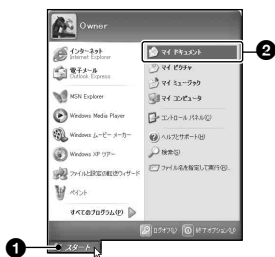 Owner
インターネット
Internet Explorer
電子メール
Outlook Express
MSN Explorer
Windows Media Player
Windows ムービー メーカー
Windows XP ツアー
ファイルと設定の転送ウィザード
ペイント
すべてのプログラム(P)
マイ ドキュメント
マイ ピクチャ
マイ ミュージック
マイ コンピュータ
コントロール パネル(C)
ヘルプとサポート(H)
検索(S)
ファイル名を指定して実行(R)...
ログオフ(L)
終了オプション(U)
スタート
1
2